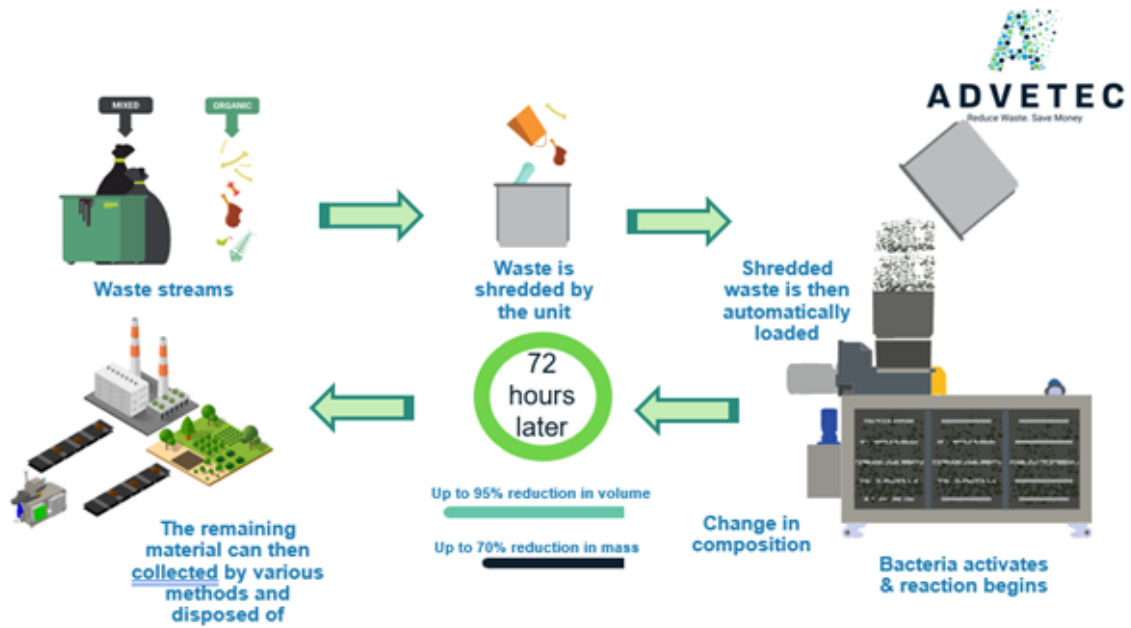 ADVETEC
Reduce Waste. Save Money
MIXED
ORGANIC
Waste streams
Waste is
shredded by
the unit
Shredded
waste is then
automatically
loaded
Bacteria activates
& reaction begins
Change in
composition
72
hours
later
Up to 95% reduction in volume
Up to 70% reduction in mass
The remaining
material can then
collected by various
methods and
disposed of